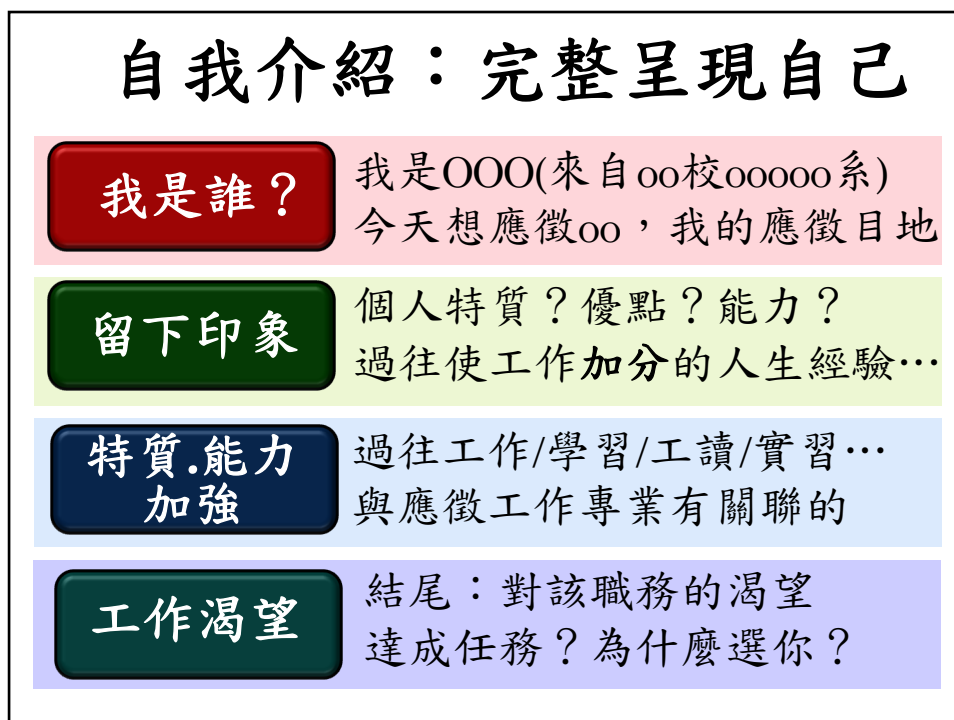 自我介紹：完整呈現自己
我是誰？
我是OOO(來自oo校ooooo系)
今天想應徵oo，我的應徵目地
留下印象
個人特質？優點？能力？
過往使工作加分的人生經驗…
特質.能力
加強
過往工作/學習/工讀/實習…
與應徵工作專業有關聯的
工作渴望
結尾：對該職務的渴望
達成任務？為什麼選你？